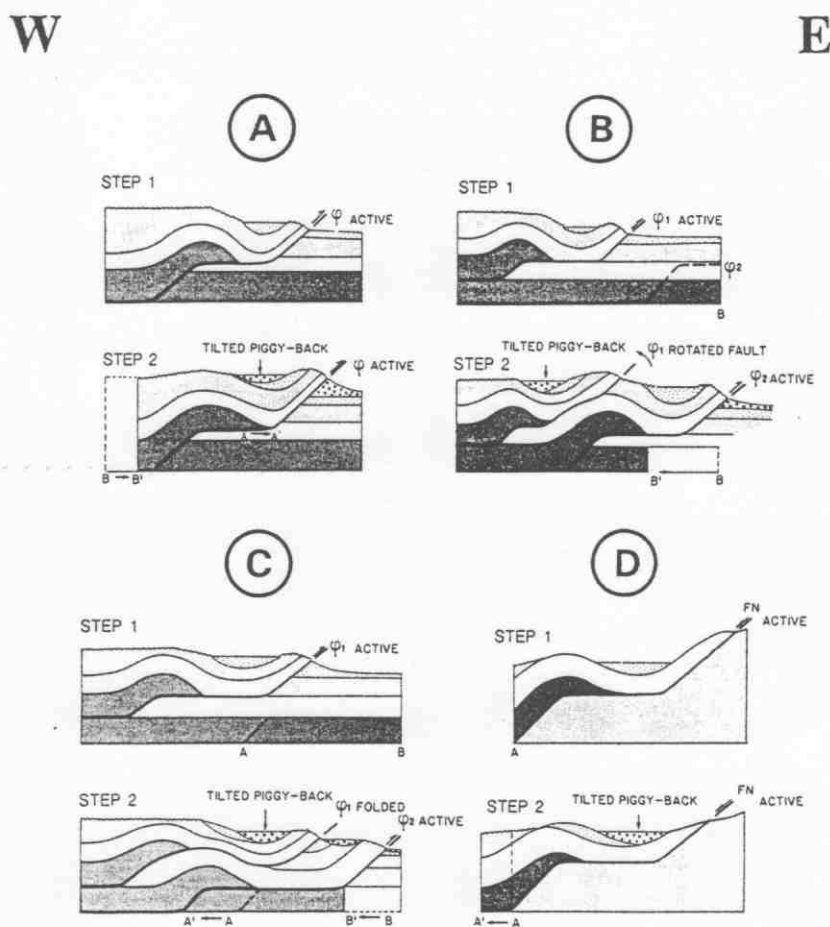 W E
A B
STEP 1 STEP 1
φ ACTIVE φ1 ACTIVE
φ2
B
STEP 2 TILTED PIGGY-BACK φ ACTIVE
STEP 2 TILTED PIGGY-BACK φ1 ROTATED FAULT
φ2 ACTIVE
A → A'
B → B' B' ← B
C D
STEP 1 φ1 ACTIVE
STEP 1 FN ACTIVE
A B A
STEP 2 TILTED PIGGY-BACK φ1 FOLDED
φ2 ACTIVE
STEP 2 TILTED PIGGY-BACK FN ACTIVE
A' ← A B' ← B A' ← A